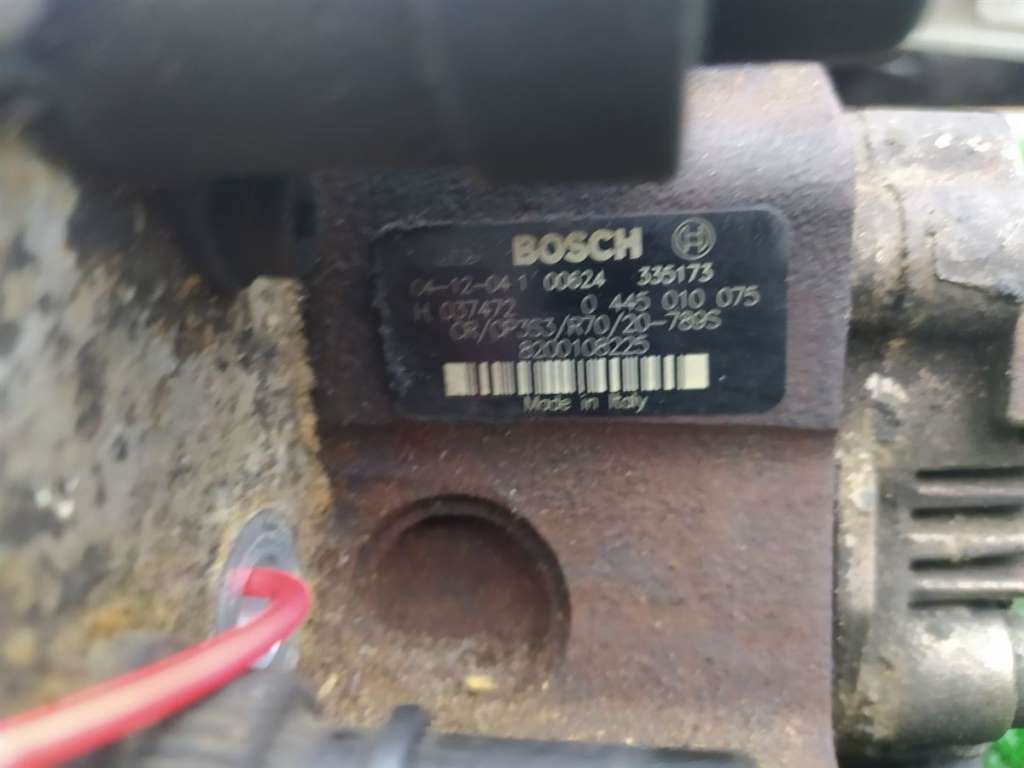 BOSCH
04-12-04 1 00624 335173
H 037472 0 445 010 075
CR/CP3S3/R70/20-789S
8200108225
Made in Italy